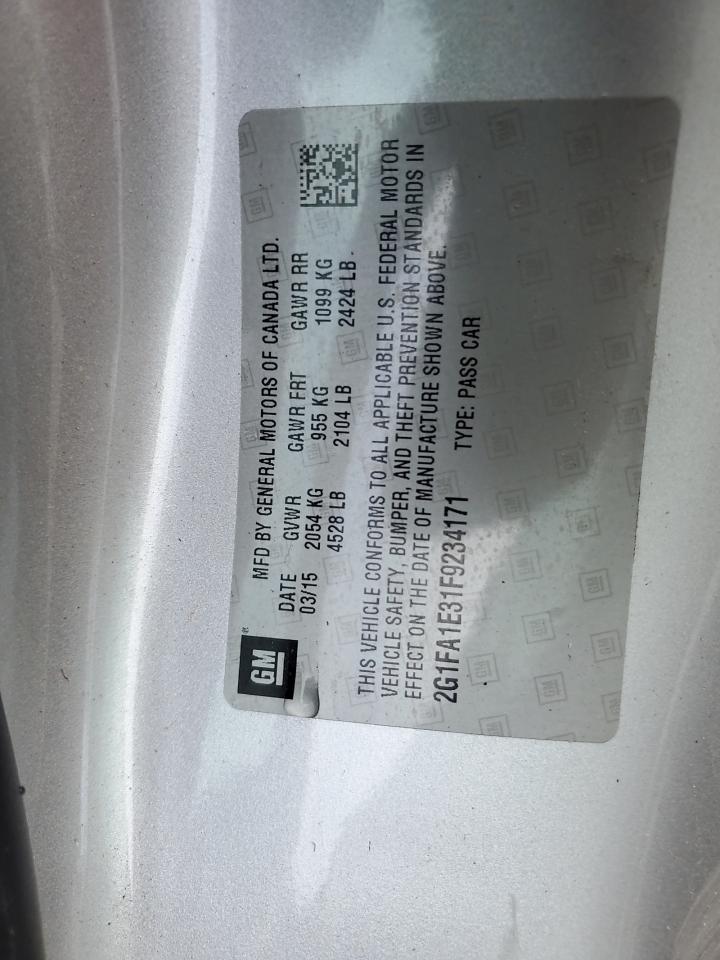 GM
MFD BY GENERAL MOTORS OF CANADA LTD.
DATE GVWR GAWR FRT GAWR RR
03/15 2054 KG 955 KG 1099 KG
4528 LB 2104 LB 2424 LB
THIS VEHICLE CONFORMS TO ALL APPLICABLE U.S. FEDERAL MOTOR
VEHICLE SAFETY, BUMPER, AND THEFT PREVENTION STANDARDS IN
EFFECT ON THE DATE OF MANUFACTURE SHOWN ABOVE.
2G1FA1E31F9234171 TYPE: PASS CAR